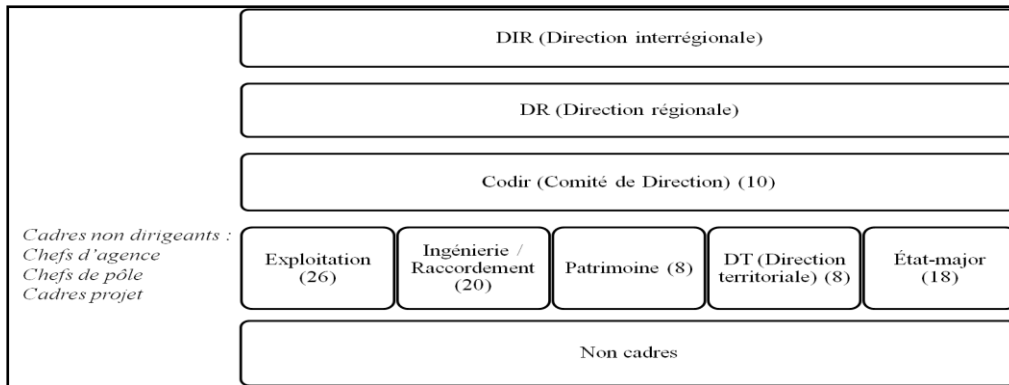 DIR (Direction interrégionale)
DR (Direction régionale)
Codir (Comité de Direction) (10)
Cadres non dirigeants :
Chefs d'agence
Chefs de pôle
Cadres projet
Exploitation
(26)
Ingénierie /
Raccordement
(20)
Patrimoine (8)
DT (Direction
territoriale) (8)
État-major
(18)
Non cadres